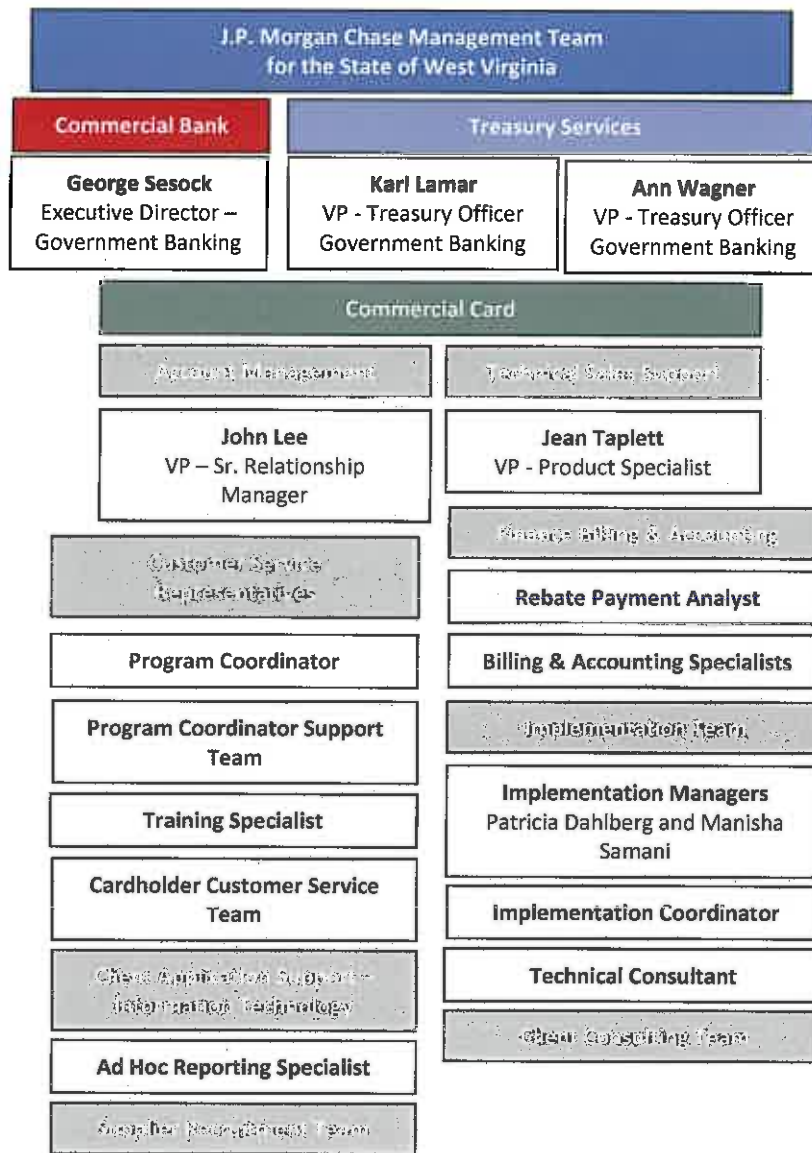 J.P. Morgan Chase Management Team
for the State of West Virginia
Commercial Bank
Treasury Services
George Sesock
Executive Director –
Government Banking
Karl Lamar
VP - Treasury Officer
Government Banking
Ann Wagner
VP - Treasury Officer
Government Banking
Commercial Card
Account Management
Technical Sales Support
John Lee
VP – Sr. Relationship
Manager
Jean Taplett
VP - Product Specialist
Customer Service
Representatives
Program Coordinator
Program Coordinator Support
Team
Training Specialist
Cardholder Customer Service
Team
Client Application Support –
Information Technology
Ad Hoc Reporting Specialist
Supplier Recruitment Team
Finance Billing & Accounting
Rebate Payment Analyst
Billing & Accounting Specialists
Implementation Team
Implementation Managers
Patricia Dahlberg and Manisha
Samani
Implementation Coordinator
Technical Consultant
Client Consulting Team